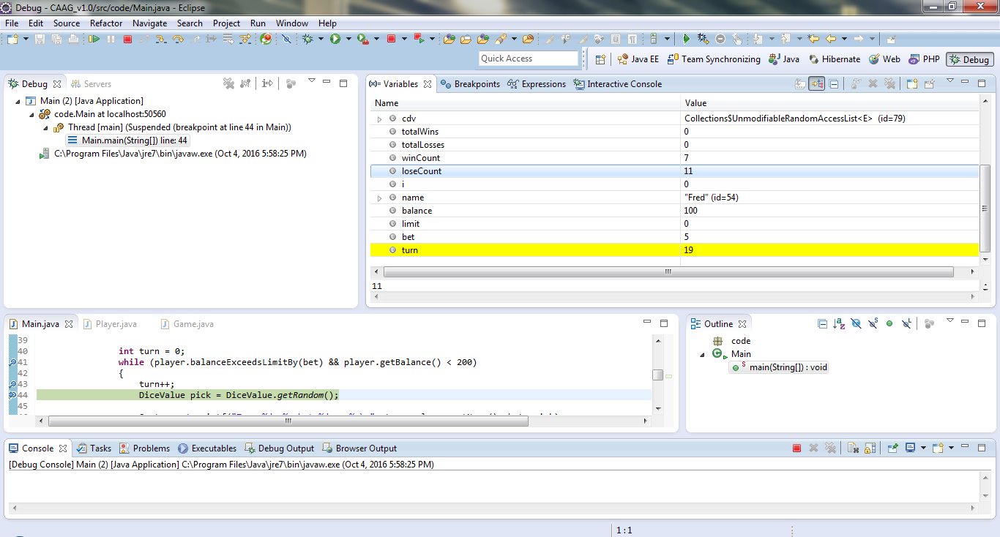 Debug - CAAG_v1.0/src/code/Main.java - Eclipse
File Edit Source Refactor Navigate Search Project Run Window Help
Quick Access
Java EE Team Synchronizing Java Hibernate Web PHP Debug
Debug Servers
Main (2) [Java Application]
code.Main at localhost:50560
Thread [main] (Suspended (breakpoint at line 44 in Main))
Main.main(String[]) line: 44
C:\Program Files\Java\jre7\bin\javaw.exe (Oct 4, 2016 5:58:25 PM)
(x)= Variables Breakpoints Expressions Interactive Console
Name Value
cdv Collections$UnmodifiableRandomAccessList<E> (id=79)
totalWins 0
totalLosses 0
winCount 7
loseCount 11
i 0
name "Fred" (id=54)
balance 100
limit 0
bet 5
turn 19
11
Main.java Player.java Game.java
39
40 int turn = 0;
41 while (player.balanceExceedsLimitBy(bet) && player.getBalance() < 200)
42 {
43 turn++;
44 DiceValue pick = DiceValue.getRandom();
45
Outline
code
Main
main(String[]) : void
Console Tasks Problems Executables Debug Output Browser Output
[Debug Console] Main (2) [Java Application] C:\Program Files\Java\jre7\bin\javaw.exe (Oct 4, 2016 5:58:25 PM)
1:1